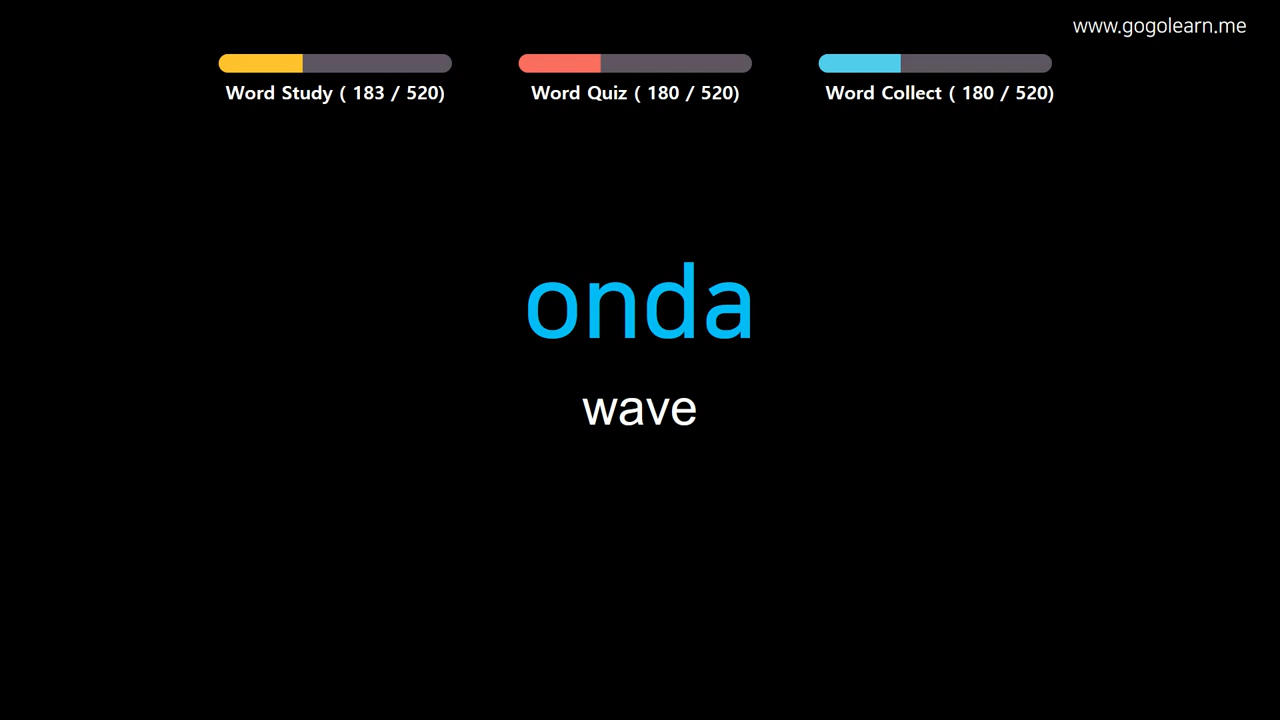 www.gogolearn.me
Word Study ( 183 / 520)
Word Quiz ( 180 / 520)
Word Collect ( 180 / 520)
onda
wave